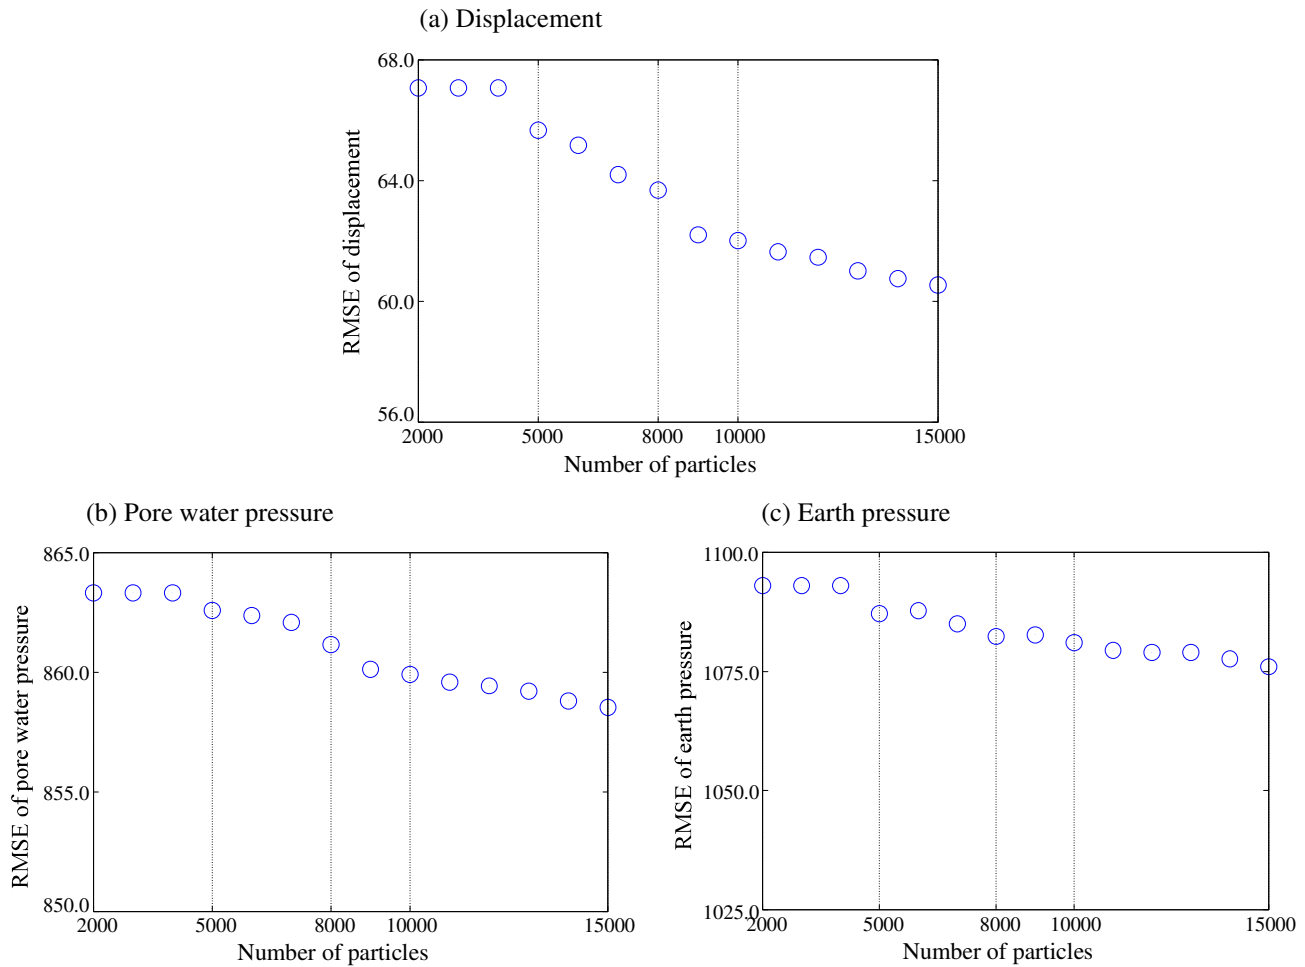 (a) Displacement
68.0
64.0
60.0
56.0
RMSE of displacement
2000 5000 8000 10000 15000
Number of particles
(b) Pore water pressure
865.0
860.0
855.0
850.0
RMSE of pore water pressure
2000 5000 8000 10000 15000
Number of particles
(c) Earth pressure
1100.0
1075.0
1050.0
1025.0
RMSE of earth pressure
2000 5000 8000 10000 15000
Number of particles